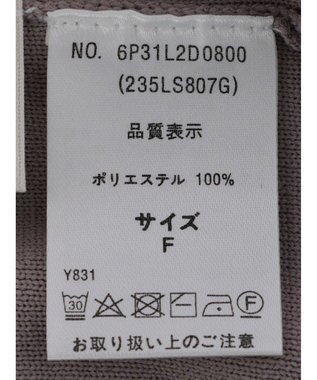 NO. 6P31L2D0800
(235LS807G)
品質表示
ポリエステル 100%
サイズ
F
Y831
30 F
お取り扱い上のご注意